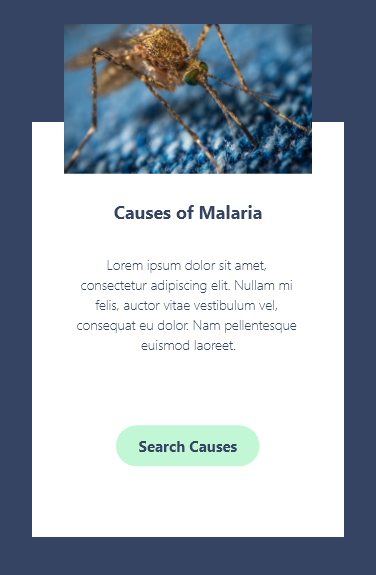 Causes of Malaria
Lorem ipsum dolor sit amet,
consectetur adipiscing elit. Nullam mi
felis, auctor vitae vestibulum vel,
consequat eu dolor. Nam pellentesque
euismod laoreet.
Search Causes